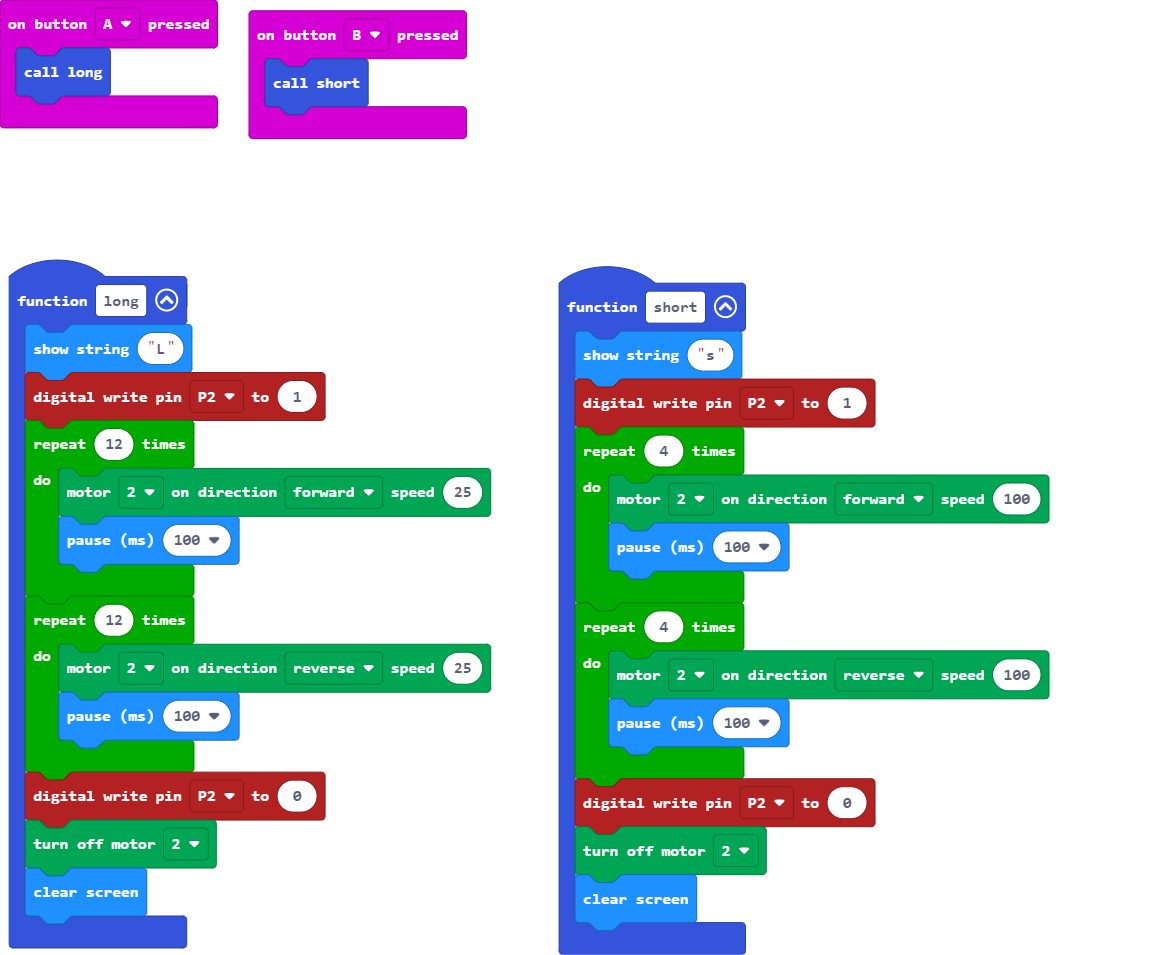 on button A pressed
call long
on button B pressed
call short
function long
show string "L"
digital write pin P2 to 1
repeat 12 times
do
motor 2 on direction forward speed 25
pause (ms) 100
repeat 12 times
do
motor 2 on direction reverse speed 25
pause (ms) 100
digital write pin P2 to 0
turn off motor 2
clear screen
function short
show string "s"
digital write pin P2 to 1
repeat 4 times
do
motor 2 on direction forward speed 100
pause (ms) 100
repeat 4 times
do
motor 2 on direction reverse speed 100
pause (ms) 100
digital write pin P2 to 0
turn off motor 2
clear screen